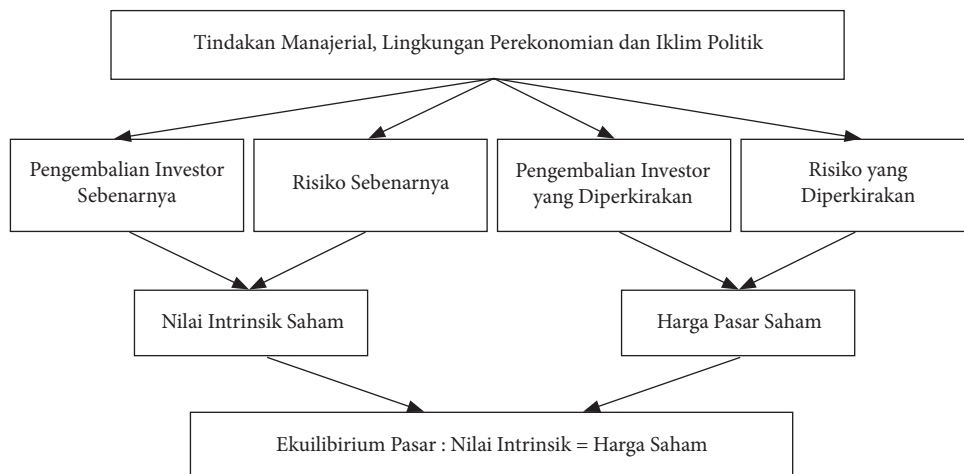 Tindakan Manajerial, Lingkungan Perekonomian dan Iklim Politik
Pengembalian Investor
Sebenarnya
Risiko Sebenarnya
Pengembalian Investor
yang Diperkirakan
Risiko yang
Diperkirakan
Nilai Intrinsik Saham
Harga Pasar Saham
Ekuilibirium Pasar : Nilai Intrinsik = Harga Saham